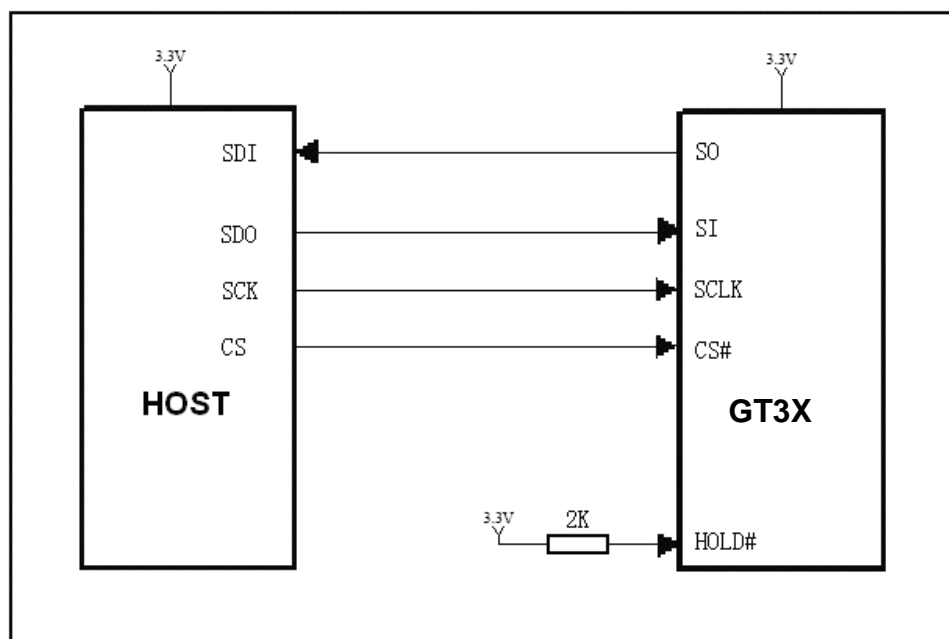 3.3V 3.3V
SDI SO
SDO SI
SCK SCLK
CS CS#
HOST GT3X
3.3V 2K HOLD#